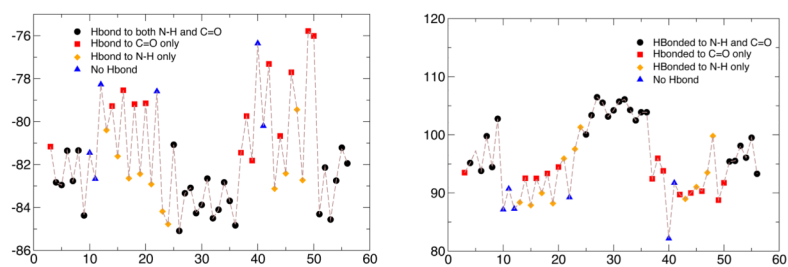 -76
-78
-80
-82
-84
-86
0 10 20 30 40 50 60
Hbond to both N-H and C=O
Hbond to C=O only
Hbond to N-H only
No Hbond
120
110
100
90
80
0 10 20 30 40 50 60
HBonded to N-H and C=O
HBonded to C=O only
HBonded to N-H only
No Hbond